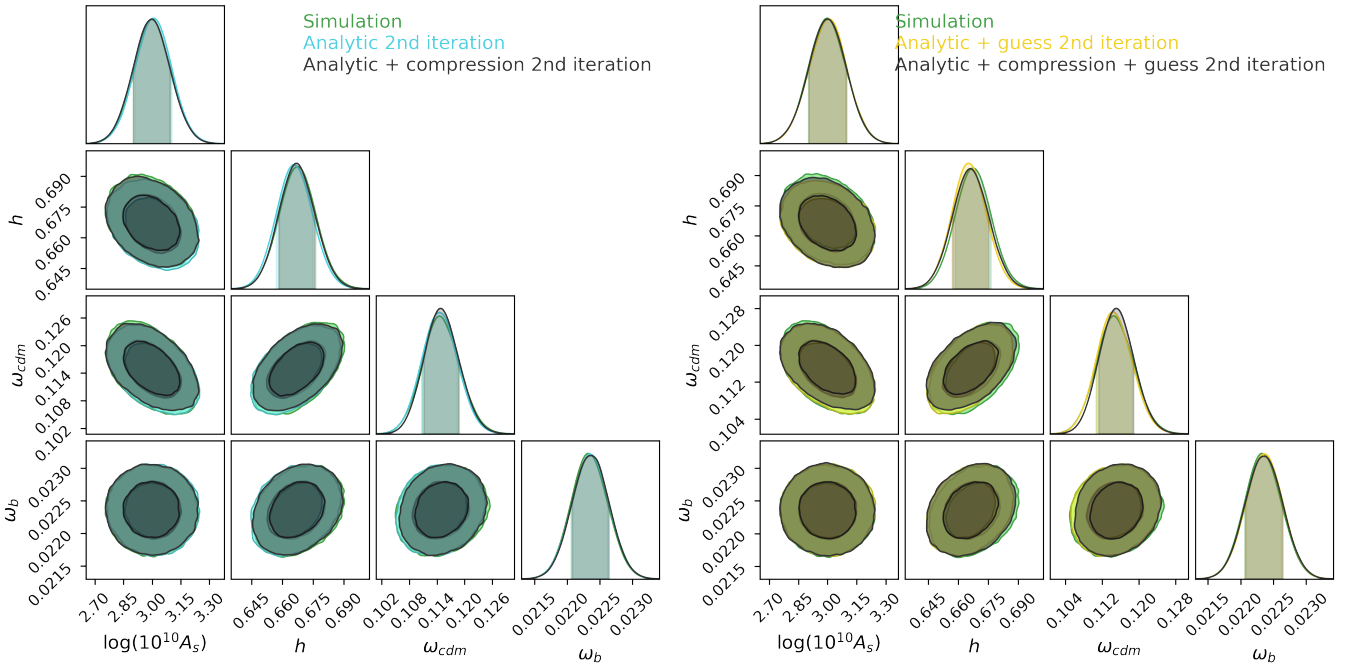 Simulation
Analytic 2nd iteration
Analytic + compression 2nd iteration
0.690
0.675
0.660
0.645
h
0.126
0.120
0.114
0.108
0.102
ω_cdm
0.0230
0.0225
0.0220
0.0215
ω_b
2.70 2.85 3.00 3.15 3.30
log(10^10 A_s)
0.645 0.660 0.675 0.690
h
0.102 0.108 0.114 0.120 0.126
ω_cdm
0.0215 0.0220 0.0225 0.0230
ω_b
Simulation
Analytic + guess 2nd iteration
Analytic + compression + guess 2nd iteration
0.690
0.675
0.660
0.645
h
0.128
0.120
0.112
0.104
ω_cdm
0.0230
0.0225
0.0220
0.0215
ω_b
2.70 2.85 3.00 3.15 3.30
log(10^10 A_s)
0.645 0.660 0.675 0.690
h
0.104 0.112 0.120 0.128
ω_cdm
0.0215 0.0220 0.0225 0.0230
ω_b